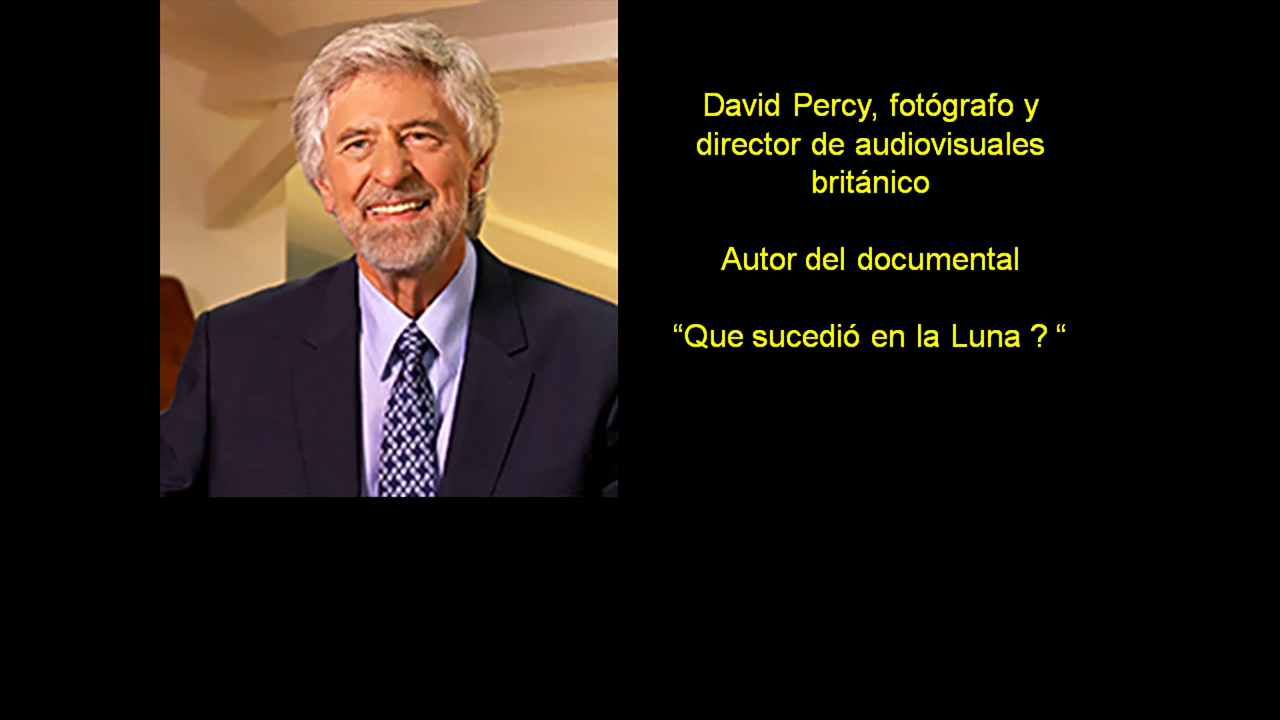 David Percy, fotógrafo y
director de audiovisuales
británico
Autor del documental
“Que sucedió en la Luna ? “